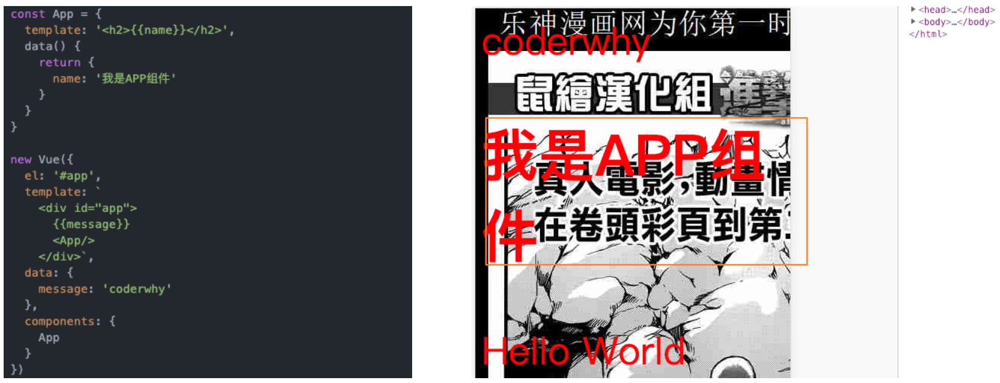 const App = {
  template: '<h2>{{name}}</h2>',
  data() {
    return {
      name: '我是APP组件'
    }
  }
}
new Vue({
  el: '#app',
  template: `
    <div id="app">
      {{message}}
      <App/>
    </div>`,
  data: {
    message: 'coderwhy'
  },
  components: {
    App
  }
})
乐神漫画网为你第一时
coderwhy
鼠繪漢化組
我是APP组
件
真人電影,動畫情
在卷頭彩頁到第
Hello World
▶<head>…</head>
▶<body>…</body>
</html>